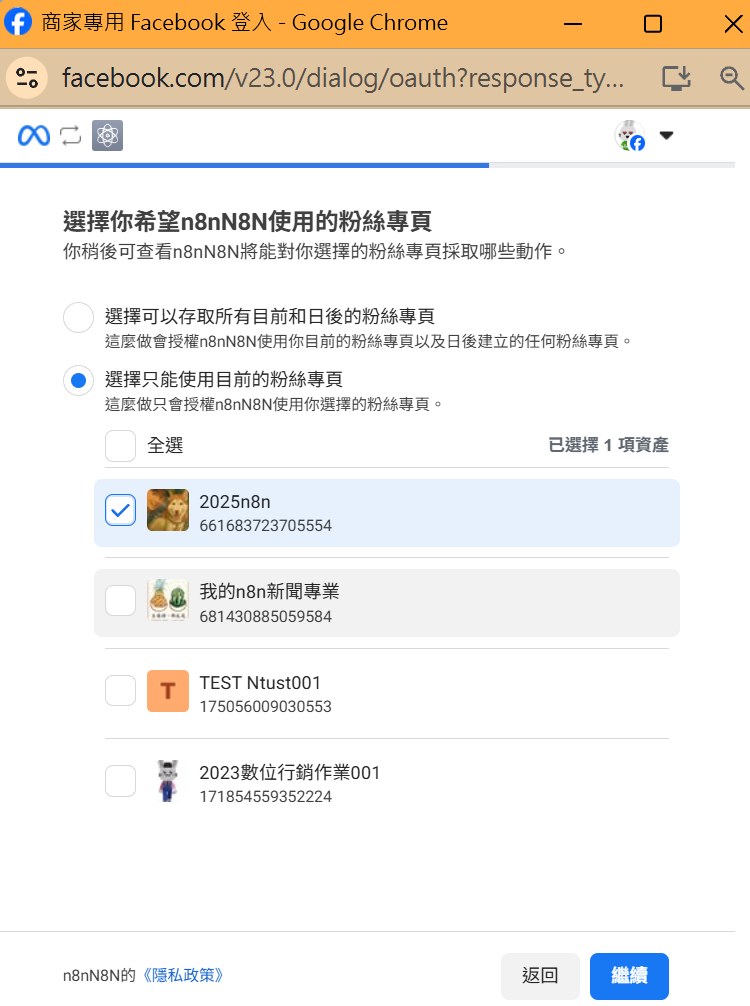 商家專用 Facebook 登入 - Google Chrome
facebook.com/v23.0/dialog/oauth?response_ty...
選擇你希望n8nN8N使用的粉絲專頁
你稍後可查看n8nN8N將能對你選擇的粉絲專頁採取哪些動作。
選擇可以存取所有目前和日後的粉絲專頁
這麼做會授權n8nN8N使用你目前的粉絲專頁以及日後建立的任何粉絲專頁。
選擇只能使用目前的粉絲專頁
這麼做只會授權n8nN8N使用你選擇的粉絲專頁。
全選 已選擇 1 項資產
2025n8n
661683723705554
我的n8n新聞專業
681430885059584
T TEST Ntust001
175056009030553
2023數位行銷作業001
171854559352224
n8nN8N的《隱私政策》 返回 繼續